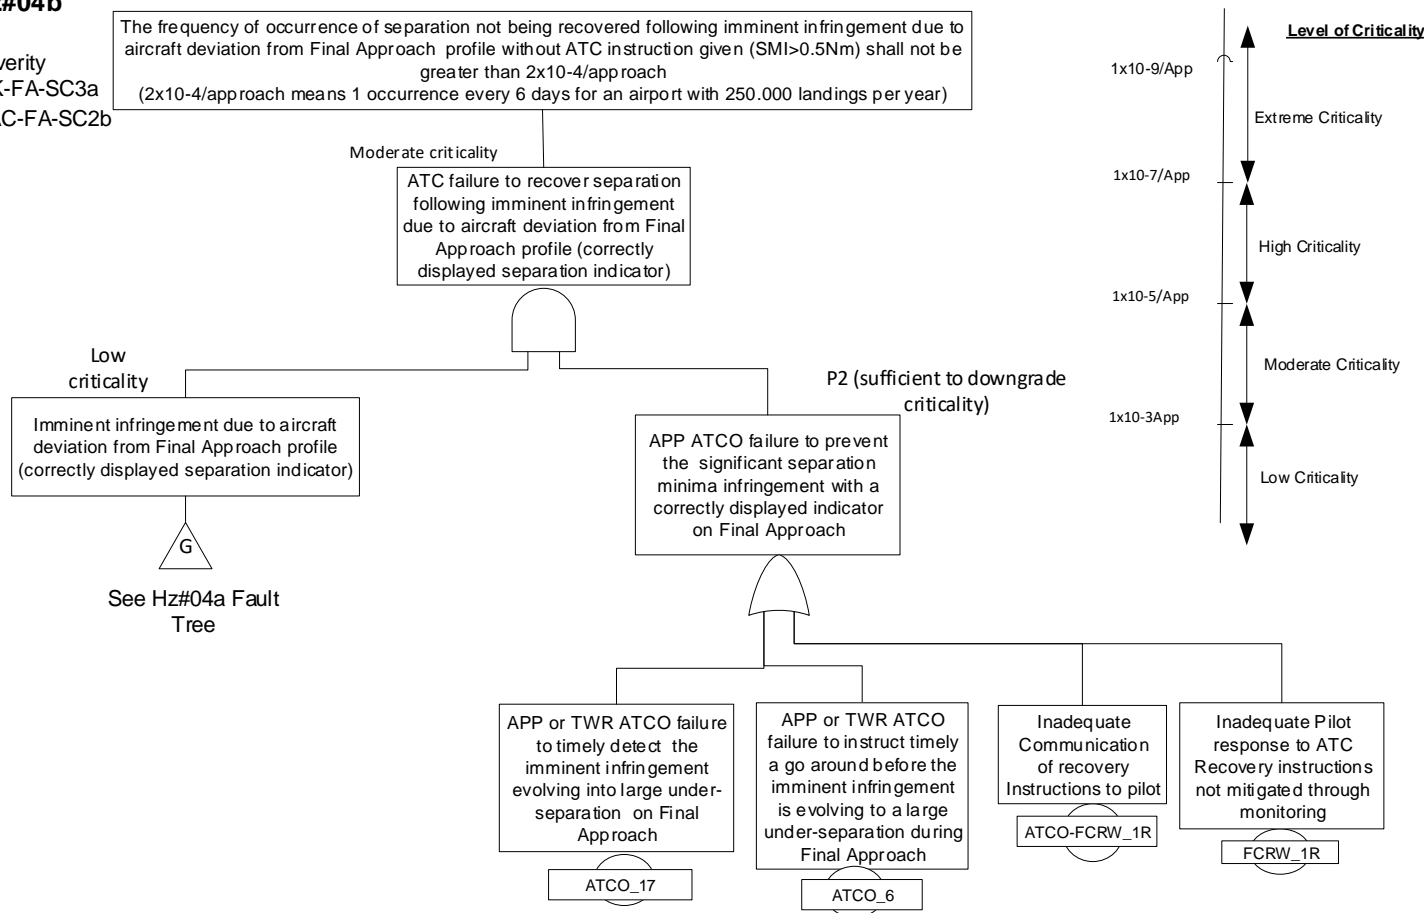 #04b
The frequency of occurrence of separation not being recovered following imminent infringement due to
aircraft deviation from Final Approach profile without ATC instruction given (SMI>0.5Nm) shall not be
greater than 2x10-4/approach
(2x10-4/approach means 1 occurrence every 6 days for an airport with 250.000 landings per year)
verity
K-FA-SC3a
AC-FA-SC2b
Level of Criticality
1x10-9/App
Extreme Criticality
1x10-7/App
High Criticality
1x10-5/App
Moderate Criticality
1x10-3App
Low Criticality
Moderate criticality
ATC failure to recover separation
following imminent infringement
due to aircraft deviation from Final
Approach profile (correctly
displayed separation indicator)
Low
criticality
Imminent infringement due to aircraft
deviation from Final Approach profile
(correctly displayed separation indicator)
G
See Hz#04a Fault
Tree
P2 (sufficient to downgrade
criticality)
APP ATCO failure to prevent
the significant separation
minima infringement with a
correctly displayed indicator
on Final Approach
APP or TWR ATCO failure
to timely detect the
imminent infringement
evolving into large under-
separation on Final
Approach
ATCO_17
APP or TWR ATCO
failure to instruct timely
a go around before the
imminent infringement
is evolving to a large
under-separation during
Final Approach
ATCO_6
Inadequate
Communication
of recovery
Instructions to pilot
ATCO-FCRW_1R
Inadequate Pilot
response to ATC
Recovery instructions
not mitigated through
monitoring
FCRW_1R